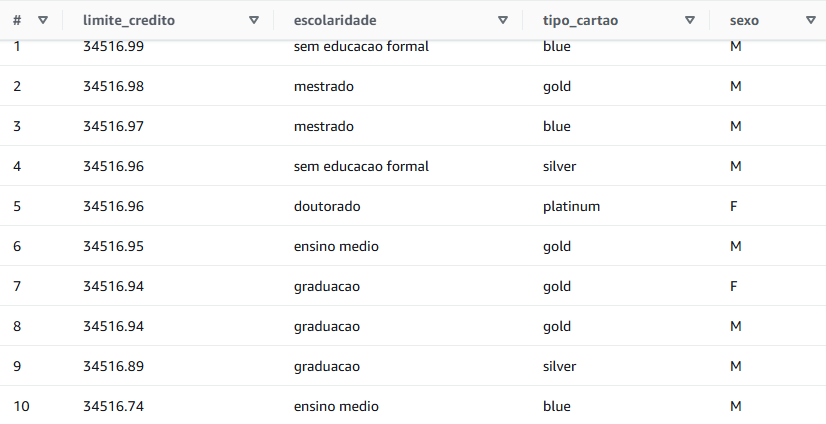 # limite_credito escolaridade tipo_cartao sexo
1 34516.99 sem educacao formal blue M
2 34516.98 mestrado gold M
3 34516.97 mestrado blue M
4 34516.96 sem educacao formal silver M
5 34516.96 doutorado platinum F
6 34516.95 ensino medio gold M
7 34516.94 graduacao gold F
8 34516.94 graduacao gold M
9 34516.89 graduacao silver M
10 34516.74 ensino medio blue M